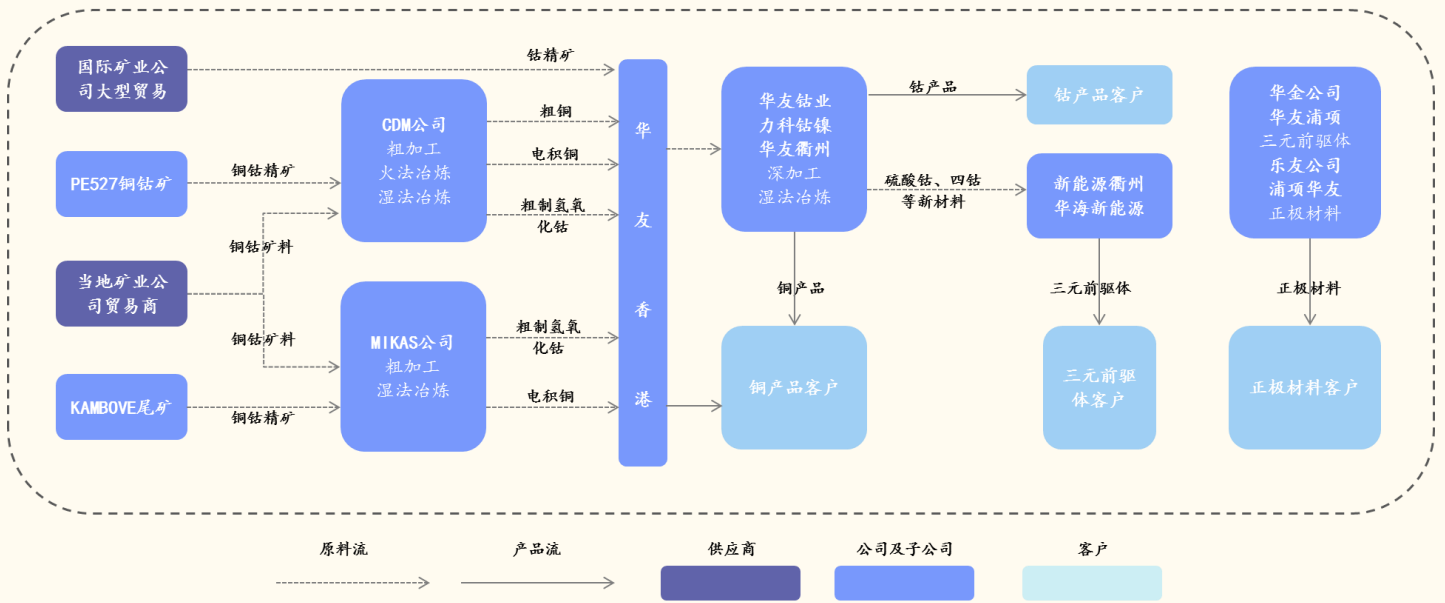 国际矿业公
司大型贸易
PE527铜钴矿
当地矿业公
司贸易商
KAMBOVE尾矿
钴精矿
铜钴精矿
铜钴矿料
铜钴矿料
铜钴精矿
CDM公司
粗加工
火法冶炼
湿法冶炼
MIKAS公司
粗加工
湿法冶炼
粗铜
电积铜
粗制氢氧
化钴
粗制氢氧
化钴
电积铜
华
友
香
港
华友钴业
力科钴镍
华友衢州
深加工
湿法冶炼
铜产品
铜产品客户
钴产品
硫酸钴、四钴
等新材料
钴产品客户
新能源衢州
华海新能源
三元前驱体
三元前驱
体客户
华金公司
华友浦项
三元前驱体
乐友公司
浦项华友
正极材料
正极材料
正极材料客户
原料流
产品流
供应商
公司及子公司
客户